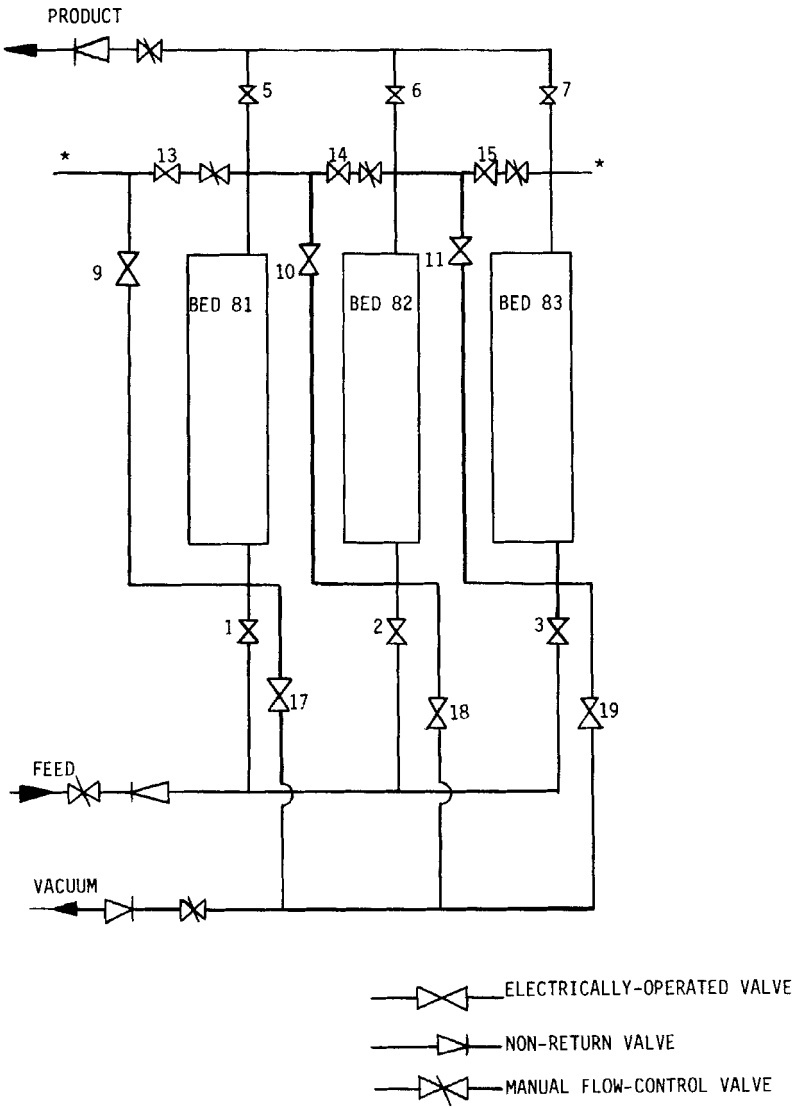 PRODUCT
5
6
7
*
13
14
15
*
9
10
11
BED 81
BED 82
BED 83
1
2
3
17
18
19
FEED
VACUUM
ELECTRICALLY-OPERATED VALVE
NON-RETURN VALVE
MANUAL FLOW-CONTROL VALVE